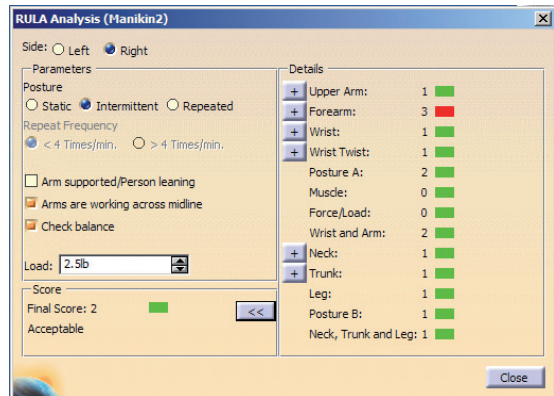 RULA Analysis (Manikin2)
Side: Left Right
Parameters
Posture
Static Intermittent Repeated
Repeat Frequency
< 4 Times/min. > 4 Times/min.
Arm supported/Person leaning
Arms are working across midline
Check balance
Load: 2.5lb
Score
Final Score: 2
<<
Acceptable
Details
+ Upper Arm: 1
+ Forearm: 3
+ Wrist: 1
+ Wrist Twist: 1
Posture A: 2
Muscle: 0
Force/Load: 0
Wrist and Arm: 2
+ Neck: 1
+ Trunk: 1
Leg: 1
Posture B: 1
Neck, Trunk and Leg: 1
Close